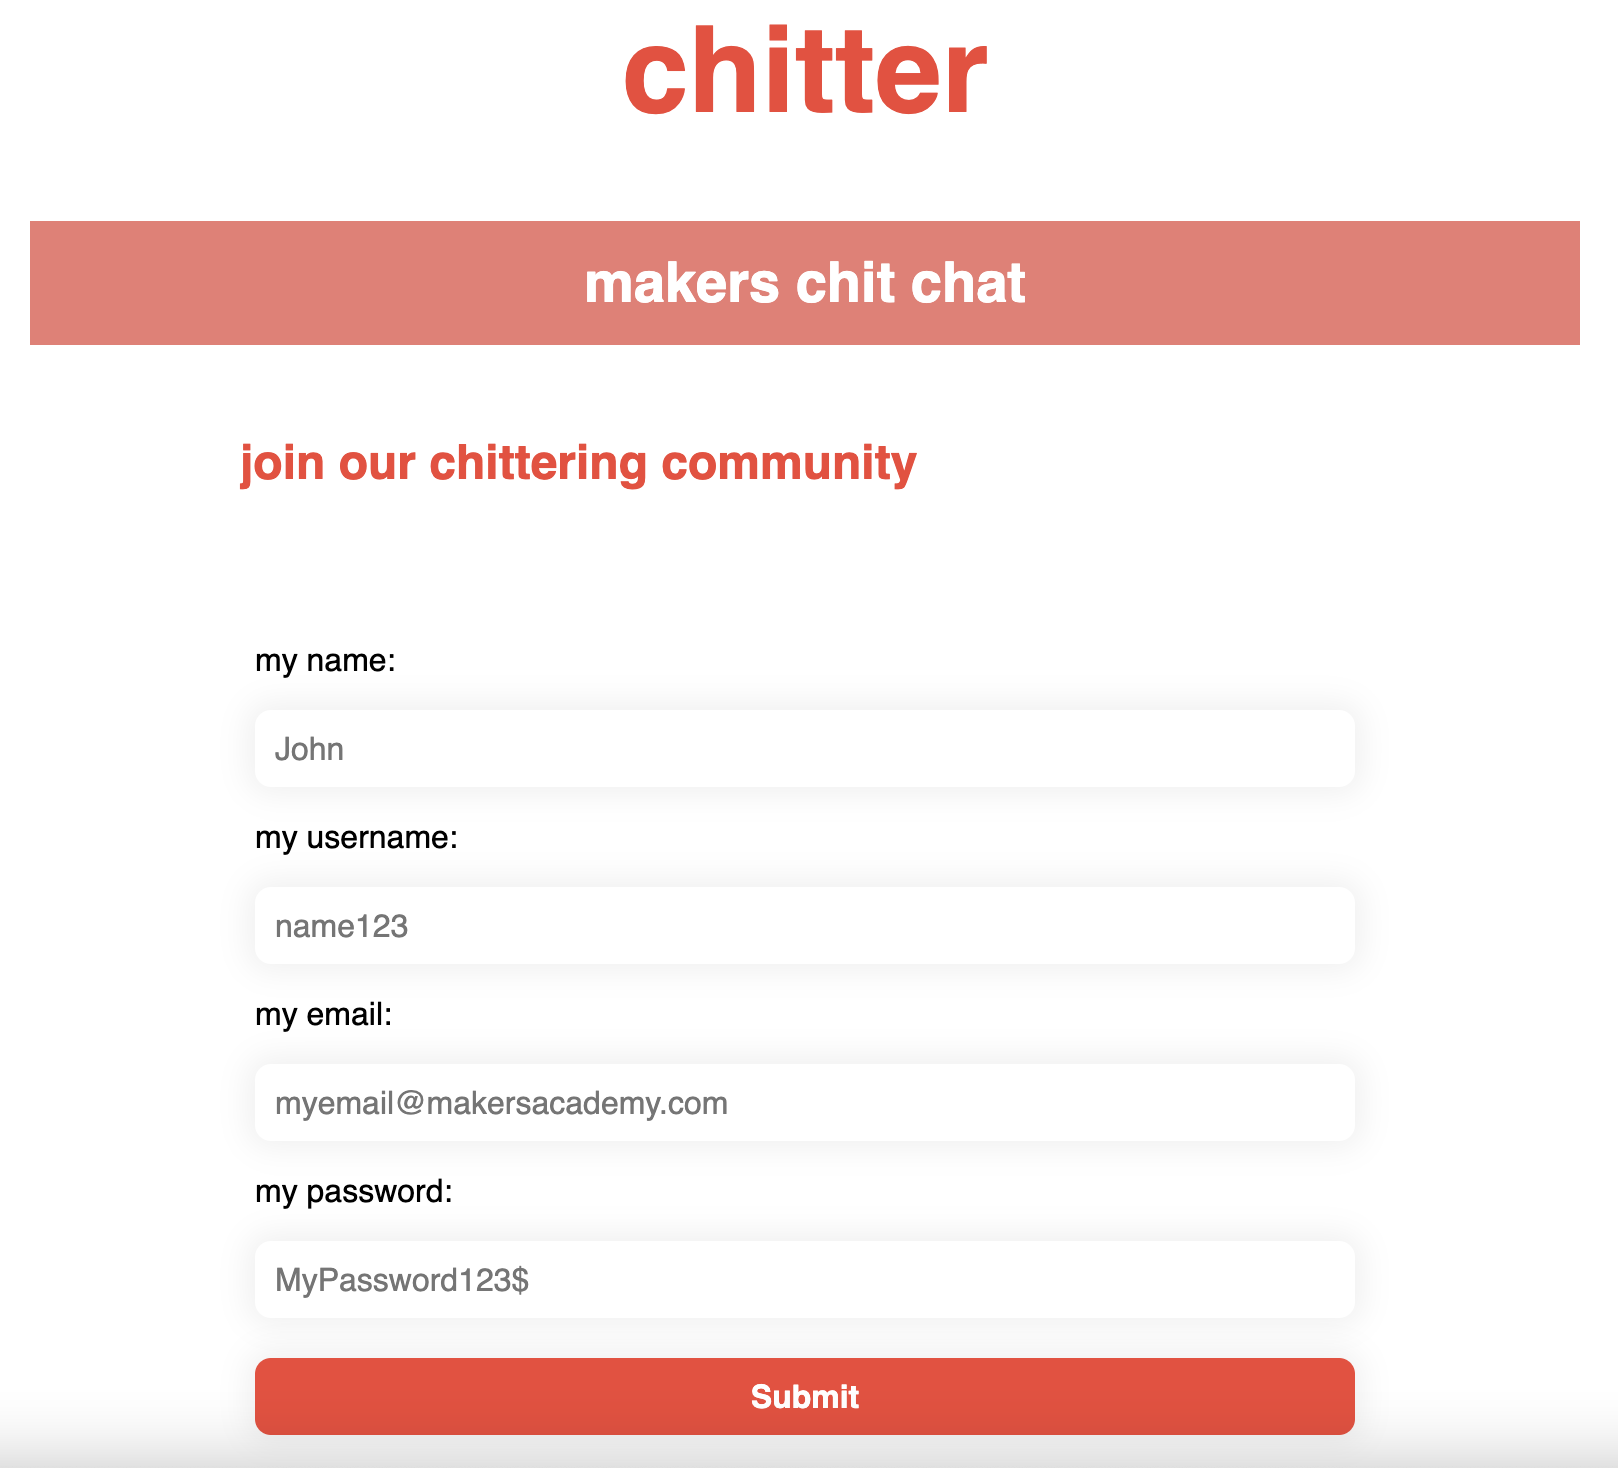 chitter
makers chit chat
join our chittering community
my name:
John
my username:
name123
my email:
myemail@makersacademy.com
my password:
MyPassword123$
Submit